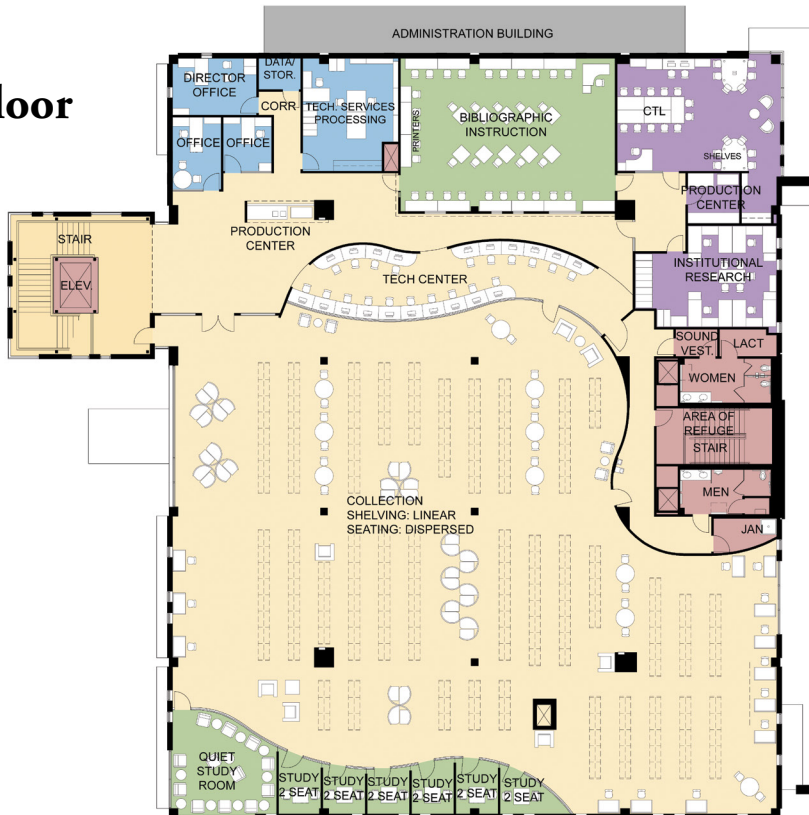 ADMINISTRATION BUILDING
loor
DIRECTOR
OFFICE
DATA/
STOR.
CORR
TECH. SERVICES
PROCESSING
PRINTERS
BIBLIOGRAPHIC
INSTRUCTION
CTL
SHELVES
OFFICE
OFFICE
PRODUCTION
CENTER
PRODUCTION
CENTER
STAIR
ELEV.
TECH CENTER
INSTITUTIONAL
RESEARCH
SOUND
VEST.
LACT
WOMEN
AREA OF
REFUGE
STAIR
MEN
JAN
COLLECTION
SHELVING: LINEAR
SEATING: DISPERSED
QUIET
STUDY
ROOM
STUDY
2 SEAT
STUDY
2 SEAT
STUDY
2 SEAT
STUDY
2 SEAT
STUDY
2 SEAT
STUDY
2 SEAT